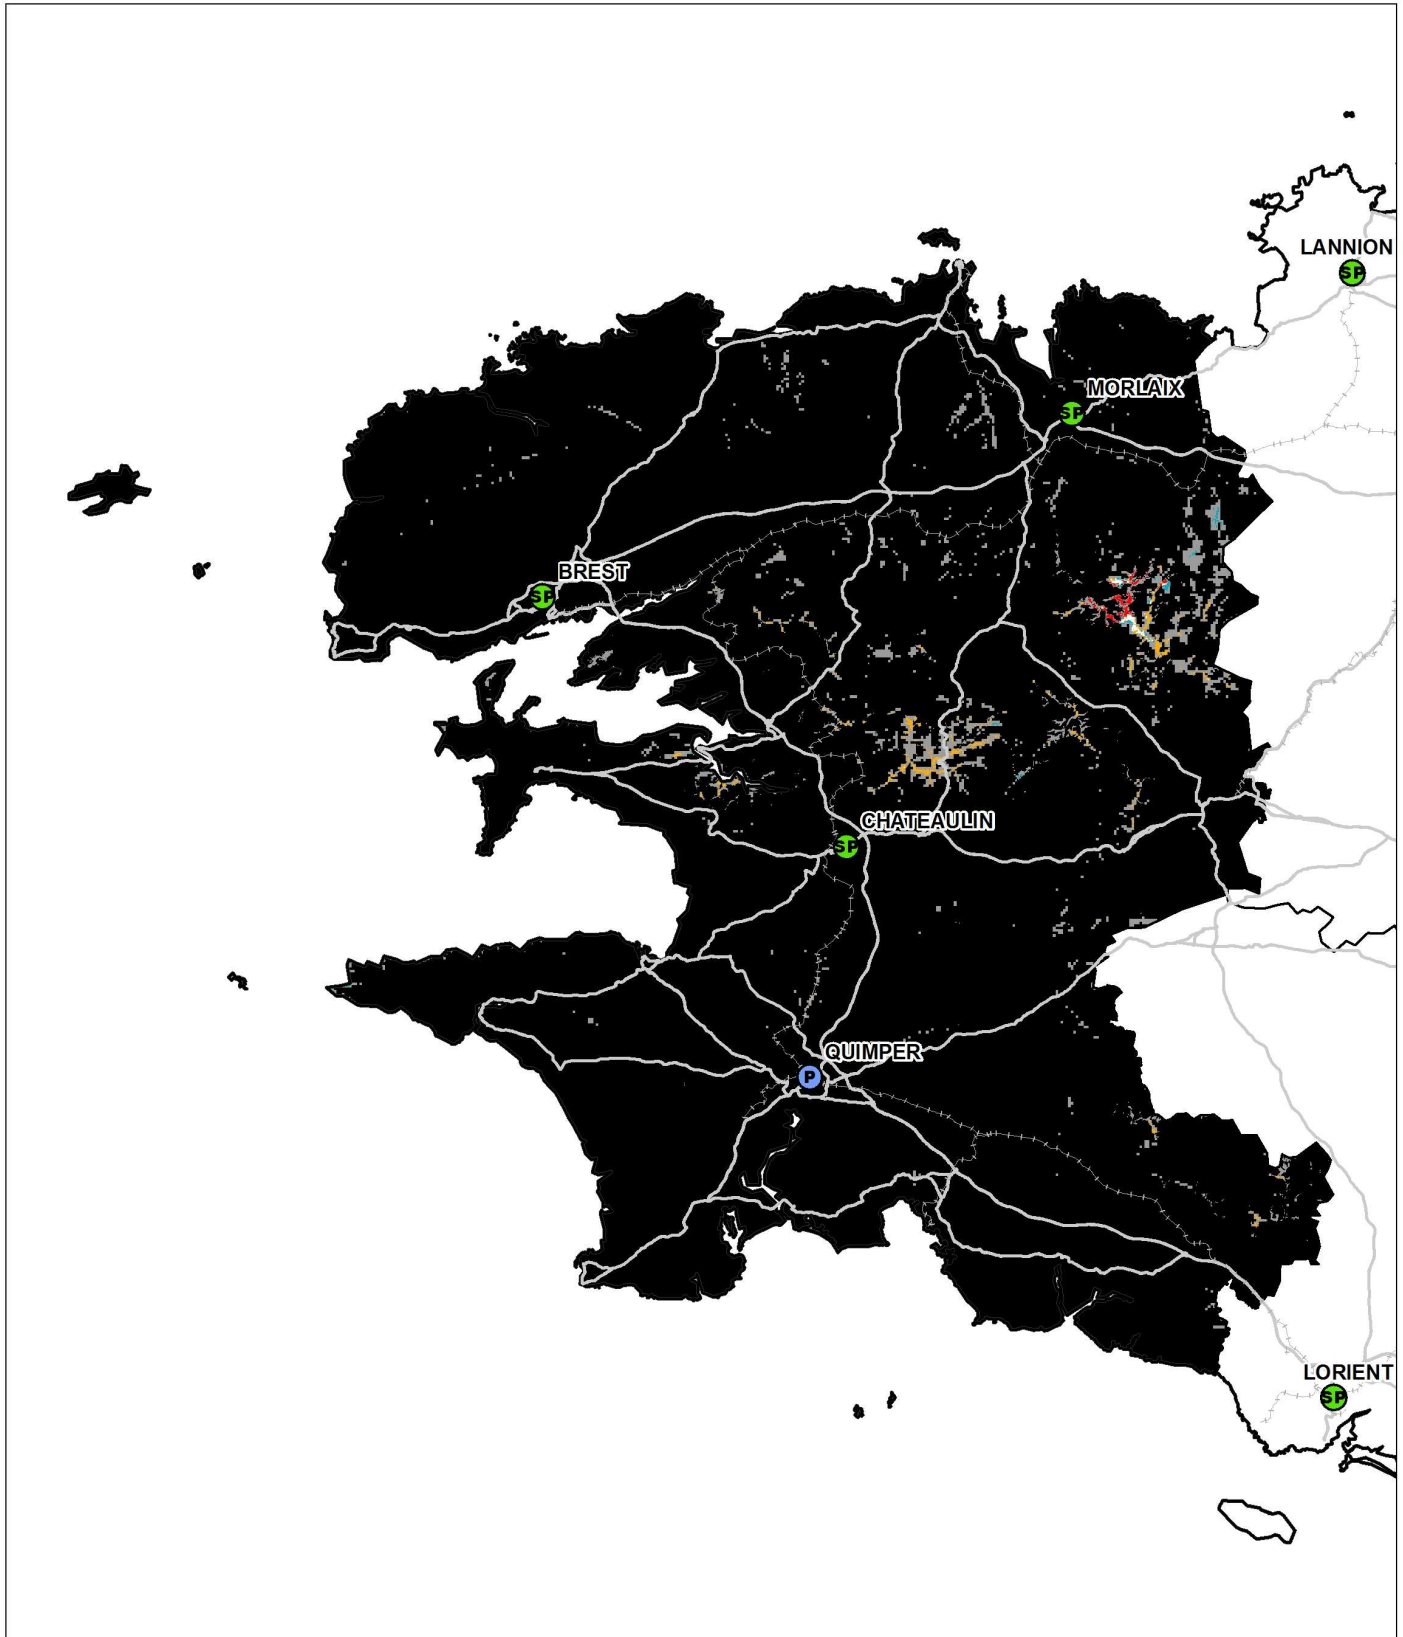 LANNION
SP
MORLAIX
SP
BREST
SP
CHATEAULIN
SP
QUIMPER
P
LORIENT
SP